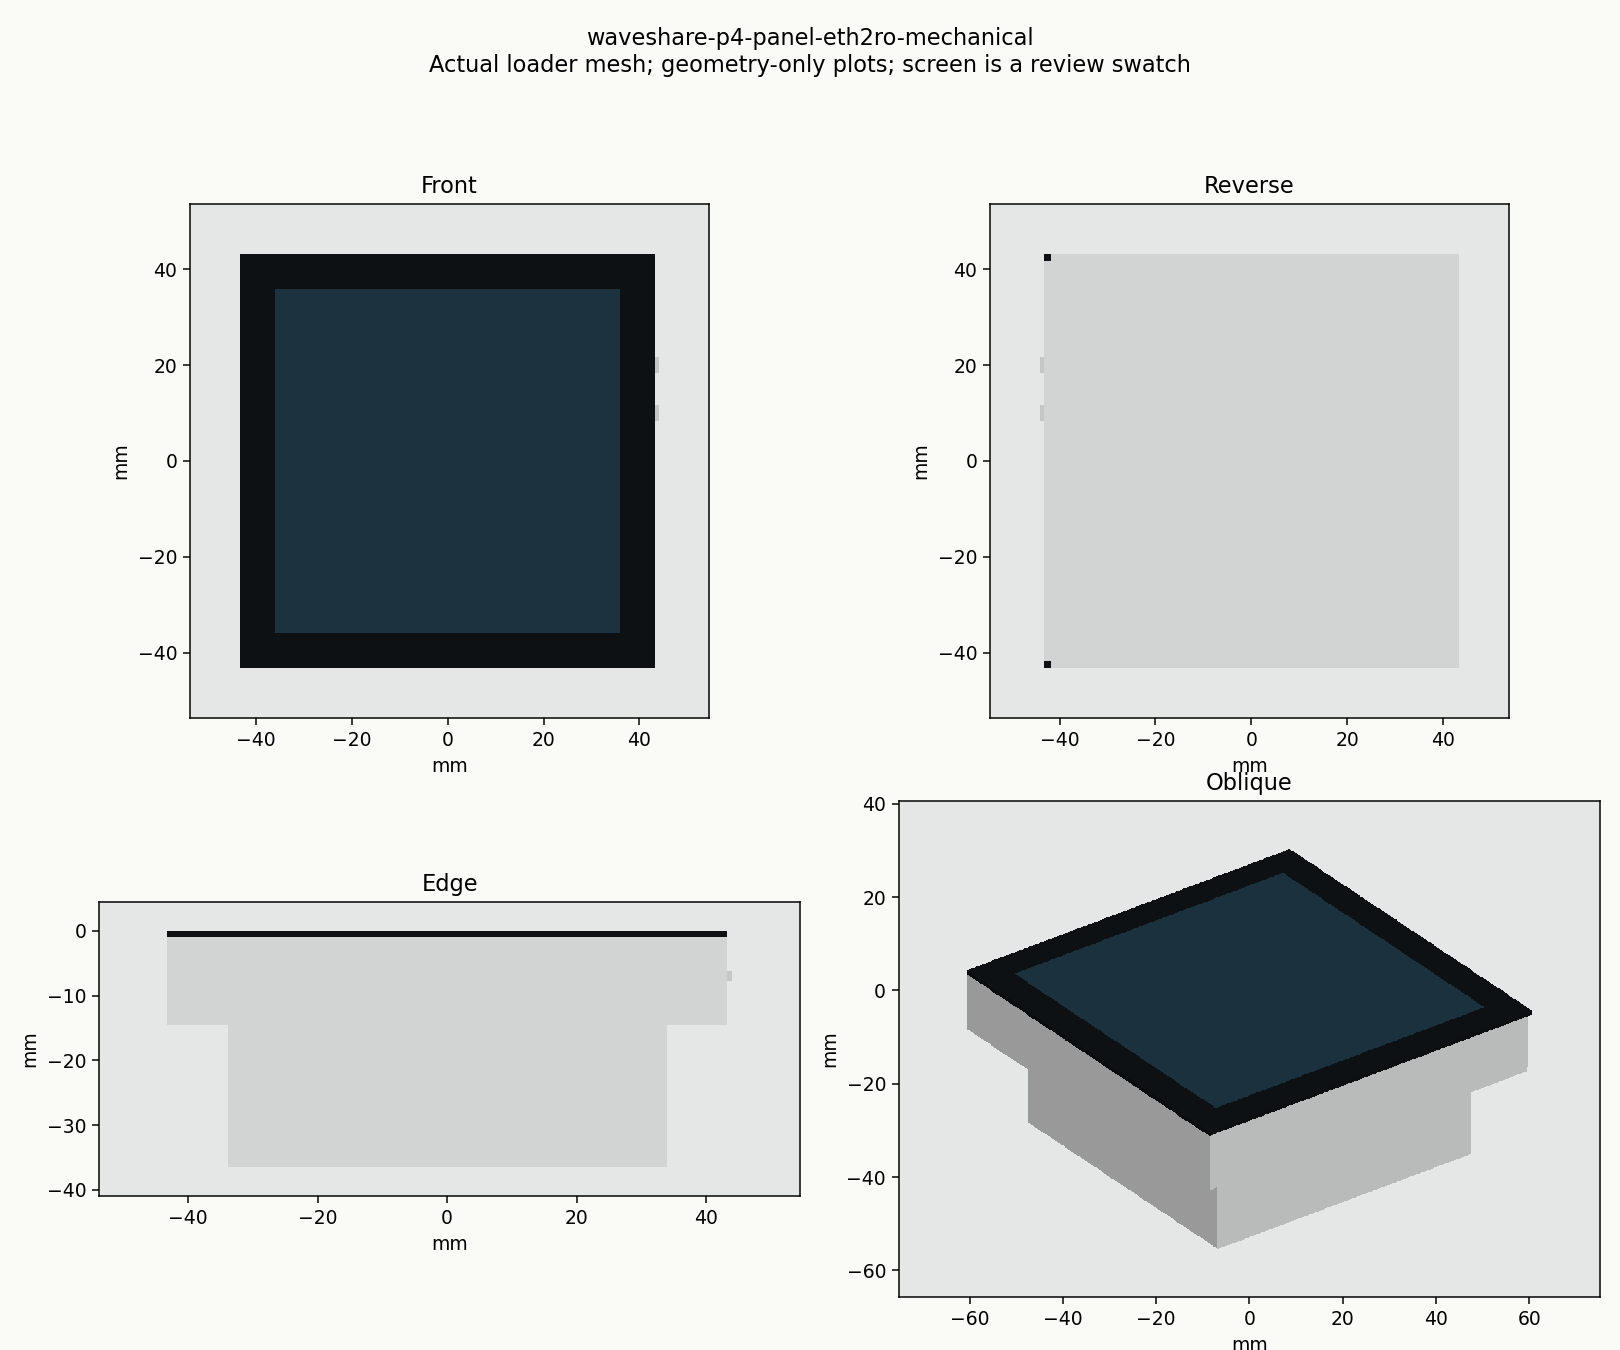 waveshare-p4-panel-eth2ro-mechanical
Actual loader mesh; geometry-only plots; screen is a review swatch
Front
40
20
0
−20
−40
mm
−40 −20 0 20 40
mm
Reverse
40
20
0
−20
−40
mm
−40 −20 0 20 40
mm
Edge
0
−10
−20
−30
−40
mm
−40 −20 0 20 40
mm
Oblique
40
20
0
−20
−40
−60
mm
−60 −40 −20 0 20 40 60
mm